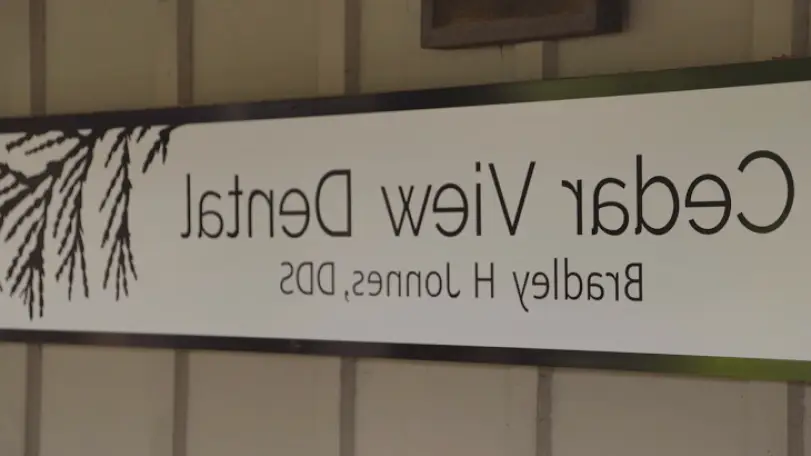 Cedar View Dental
Bradley H Jonnes, DDS